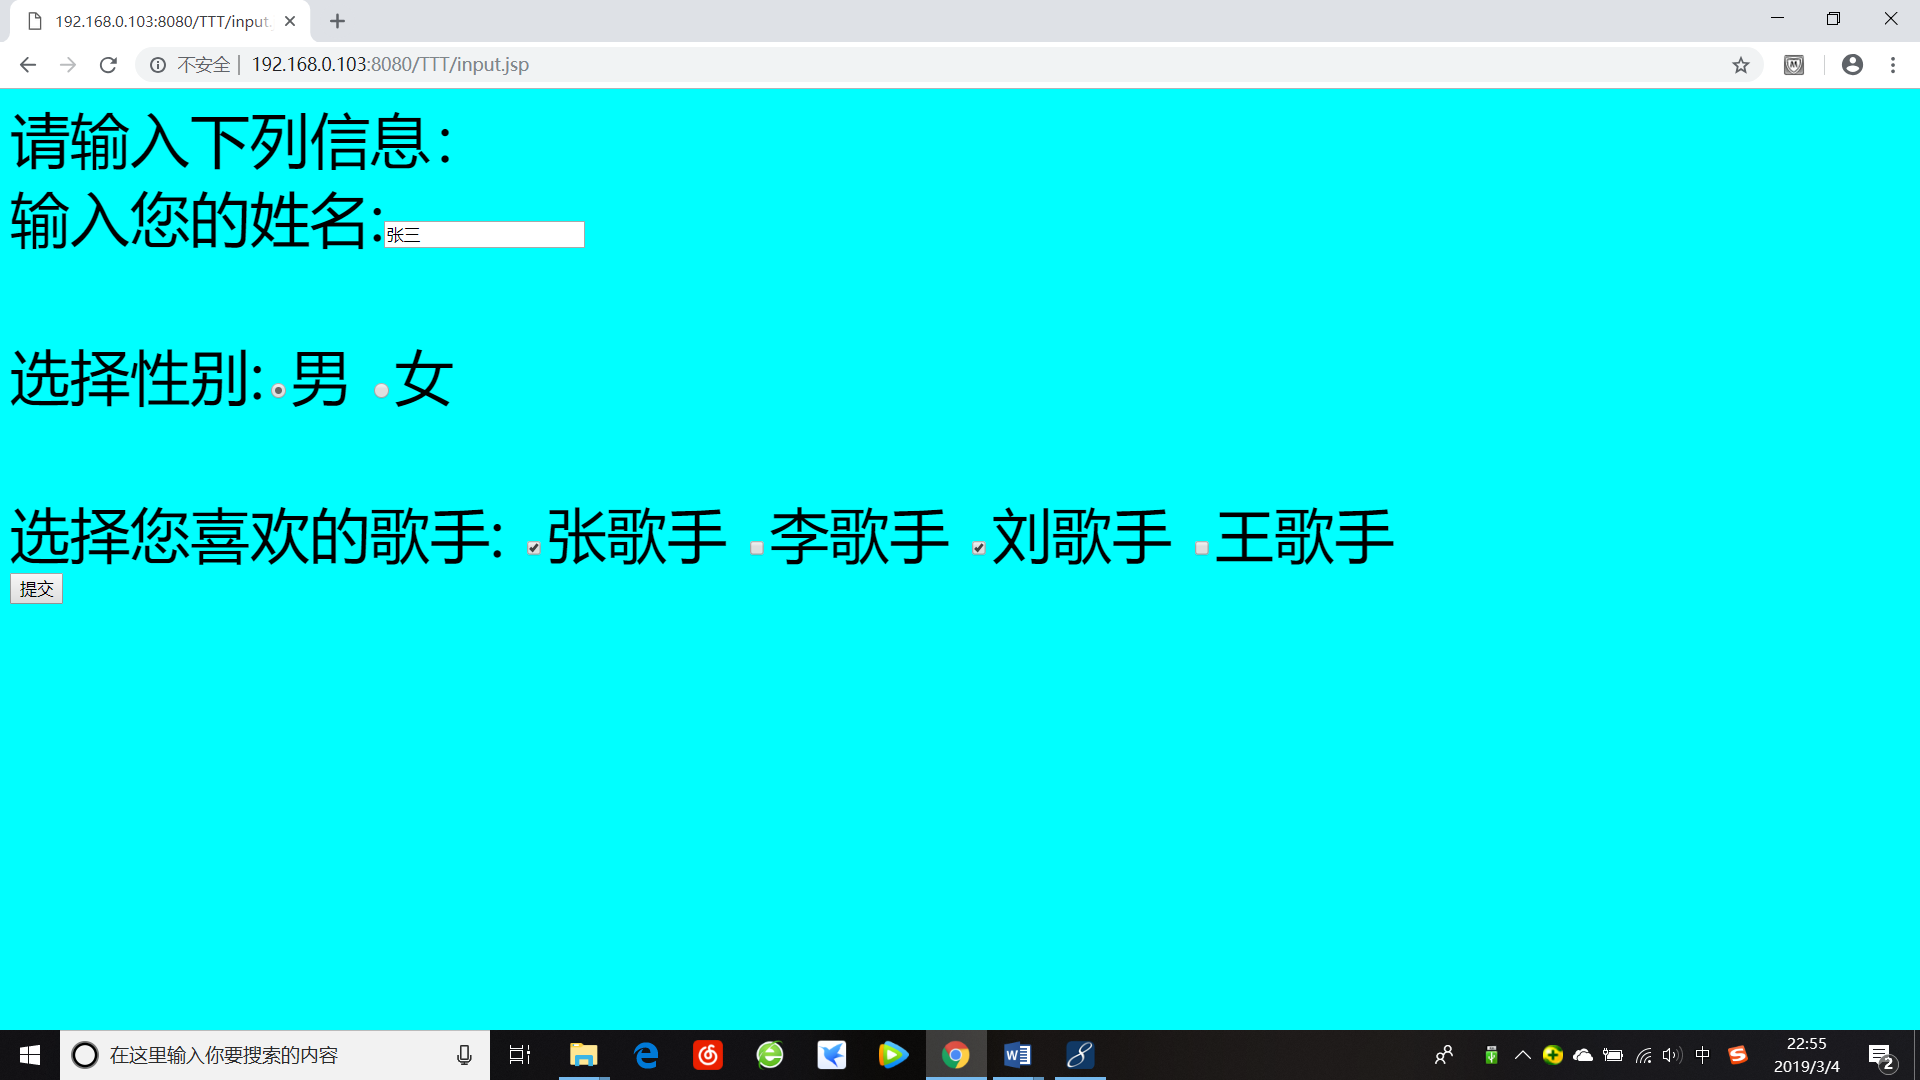 192.168.0.103:8080/TTT/input.
不安全 | 192.168.0.103:8080/TTT/input.jsp
请输入下列信息：
输入您的姓名:张三
选择性别:男 女
选择您喜欢的歌手: 张歌手 李歌手 刘歌手 王歌手
提交
在这里输入你要搜索的内容
中
22:55
2019/3/4
2